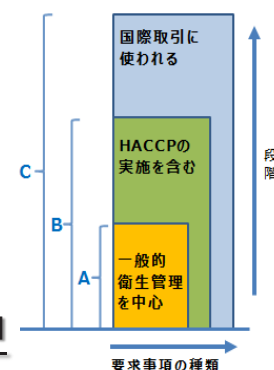 国際取引に
使われる
HACCPの
実施を含む
段
階
C
B
A
一般的
衛生管理
を中心
要求事項の種類